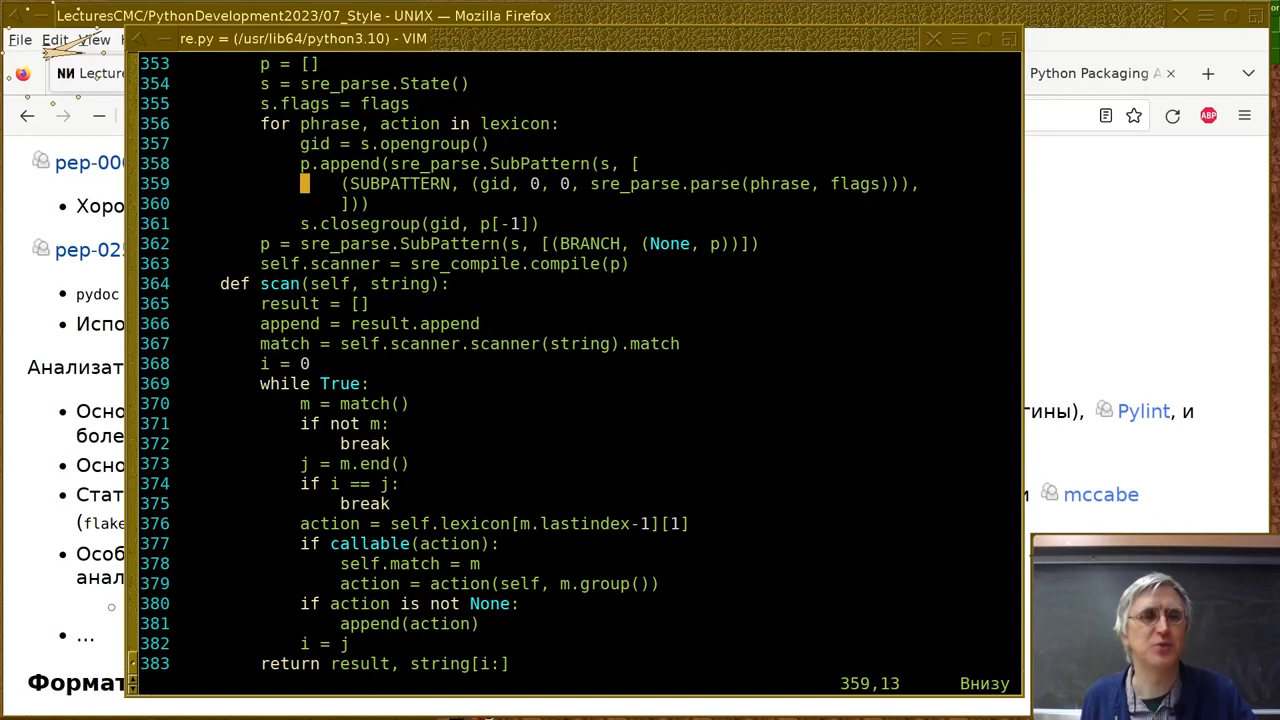 LecturesCMC/PythonDevelopment2023/07_Style - UNИX — Mozilla Firefox
File Edit View
re.py = (/usr/lib64/python3.10) - VIM
NИ Lectur
Python Packaging A
ABP
pep-00
Хоро
pep-02
pydoc
Испо
Анализат
Осно
боле
Осно
Стат
(flake
Особ
анал
...
Формат
гины), Pylint, и
и mccabe
353 p = []
354 s = sre_parse.State()
355 s.flags = flags
356 for phrase, action in lexicon:
357 gid = s.opengroup()
358 p.append(sre_parse.SubPattern(s, [
359 (SUBPATTERN, (gid, 0, 0, sre_parse.parse(phrase, flags))),
360 ]))
361 s.closegroup(gid, p[-1])
362 p = sre_parse.SubPattern(s, [(BRANCH, (None, p))])
363 self.scanner = sre_compile.compile(p)
364 def scan(self, string):
365 result = []
366 append = result.append
367 match = self.scanner.scanner(string).match
368 i = 0
369 while True:
370 m = match()
371 if not m:
372 break
373 j = m.end()
374 if i == j:
375 break
376 action = self.lexicon[m.lastindex-1][1]
377 if callable(action):
378 self.match = m
379 action = action(self, m.group())
380 if action is not None:
381 append(action)
382 i = j
383 return result, string[i:]
359,13 Внизу